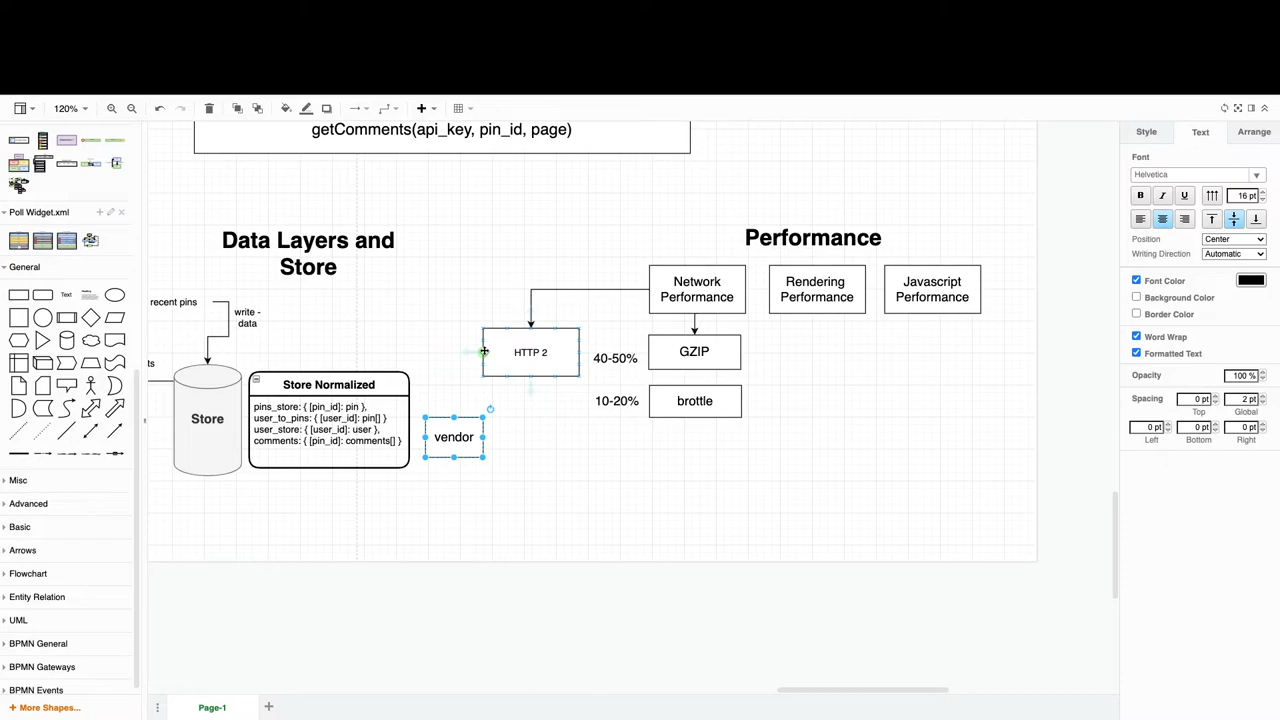 120%
Style
Text
Arrange
Font
Helvetica
B I U
16 pt
Position
Center
Writing Direction
Automatic
Font Color
Background Color
Border Color
Word Wrap
Formatted Text
Opacity
100 %
Spacing
0 pt
2 pt
Top
Global
0 pt
0 pt
0 pt
Left
Bottom
Right
Poll Widget.xml
General
Text
Heading
Misc
Advanced
Basic
Arrows
Flowchart
Entity Relation
UML
BPMN General
BPMN Gateways
BPMN Events
+ More Shapes...
getComments(api_key, pin_id, page)
Data Layers and
Store
recent pins
write -
data
ts
Store
Store Normalized
pins_store: { [pin_id]: pin },
user_to_pins: { [user_id]: pin[] }
user_store: { [user_id]: user },
comments: { [pin_id]: comments[] }
vendor
Performance
Network
Performance
Rendering
Performance
Javascript
Performance
HTTP 2
40-50%
GZIP
10-20%
brottle
Page-1